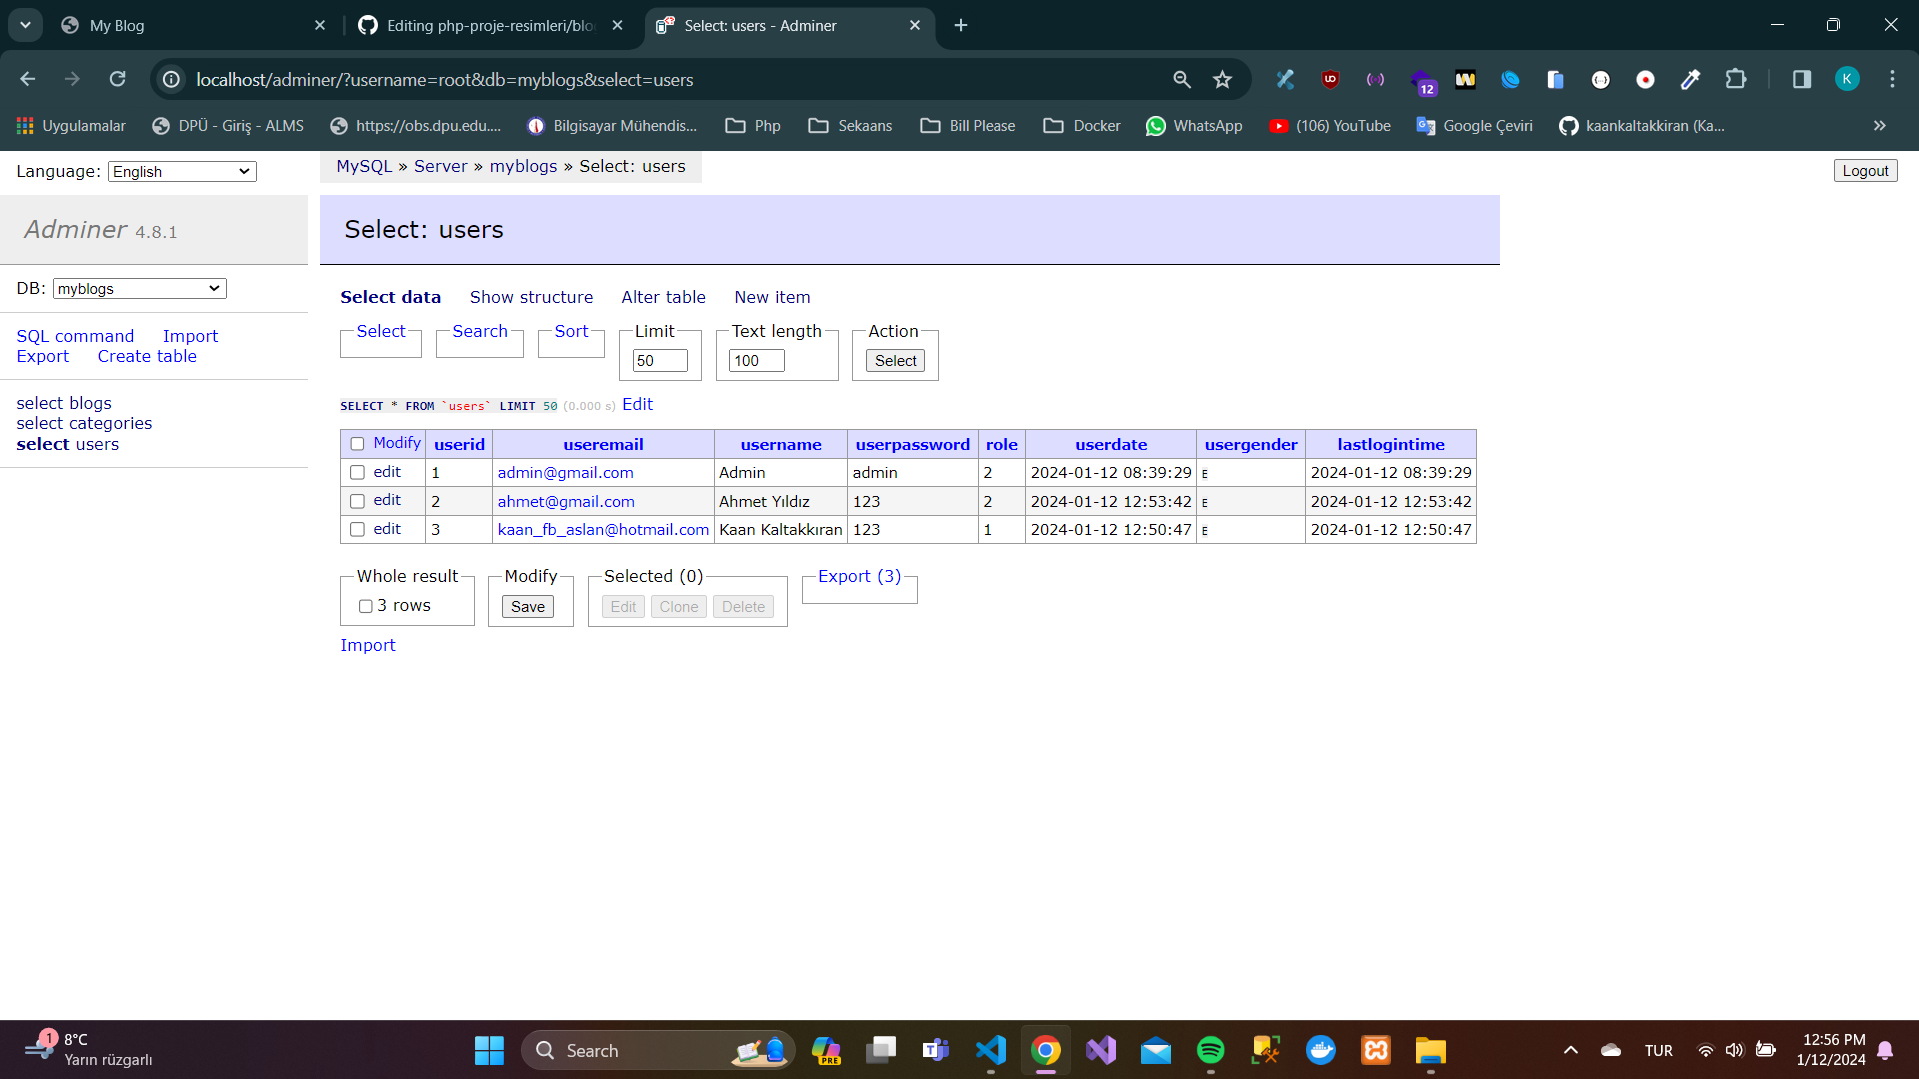 My Blog
Editing php-proje-resimleri/blo
Select: users - Adminer
localhost/adminer/?username=root&db=myblogs&select=users
12
K
Uygulamalar
DPÜ - Giriş - ALMS
https://obs.dpu.edu....
Bilgisayar Mühendis...
Php
Sekaans
Bill Please
Docker
WhatsApp
(106) YouTube
Google Çeviri
kaankaltakkiran (Ka...
Language: English
MySQL » Server » myblogs » Select: users
Logout
Adminer 4.8.1
Select: users
DB: myblogs
SQL command Import
Export Create table
select blogs
select categories
select users
Select data Show structure Alter table New item
Select Search Sort Limit Text length Action
50 100 Select
SELECT * FROM `users` LIMIT 50 (0.000 s) Edit
Modify userid useremail username userpassword role userdate usergender lastlogintime
edit 1 admin@gmail.com Admin admin 2 2024-01-12 08:39:29 E 2024-01-12 08:39:29
edit 2 ahmet@gmail.com Ahmet Yıldız 123 2 2024-01-12 12:53:42 E 2024-01-12 12:53:42
edit 3 kaan_fb_aslan@hotmail.com Kaan Kaltakkıran 123 1 2024-01-12 12:50:47 E 2024-01-12 12:50:47
Whole result Modify Selected (0) Export (3)
3 rows Save Edit Clone Delete
Import
1
8°C
Yarın rüzgarlı
Search
PRE
TUR
12:56 PM
1/12/2024